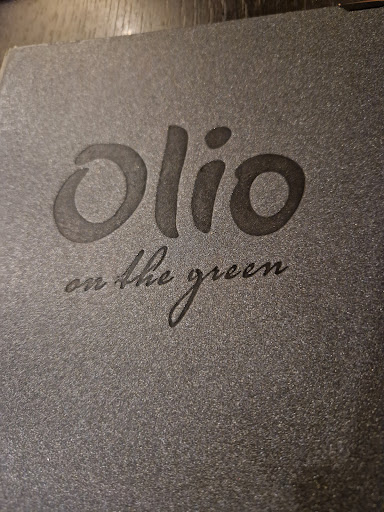 Olio
on the green